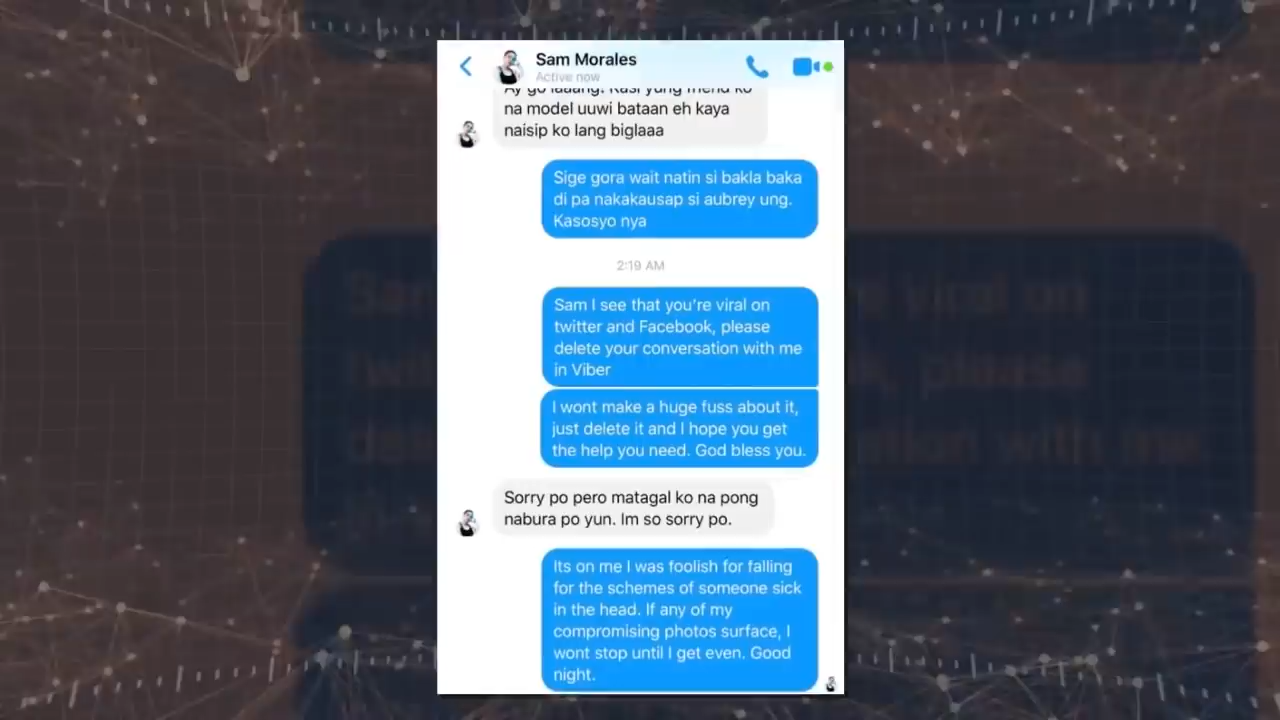 Sam Morales
Active now
na model uuwi bataan eh kaya
naisip ko lang biglaaa
Sige gora wait natin si bakla baka
di pa nakakausap si aubrey ung.
Kasosyo nya
2:19 AM
Sam I see that you're viral on
twitter and Facebook, please
delete your conversation with me
in Viber
I wont make a huge fuss about it,
just delete it and I hope you get
the help you need. God bless you.
Sorry po pero matagal ko na pong
nabura po yun. Im so sorry po.
Its on me I was foolish for falling
for the schemes of someone sick
in the head. If any of my
compromising photos surface, I
wont stop until I get even. Good
night.